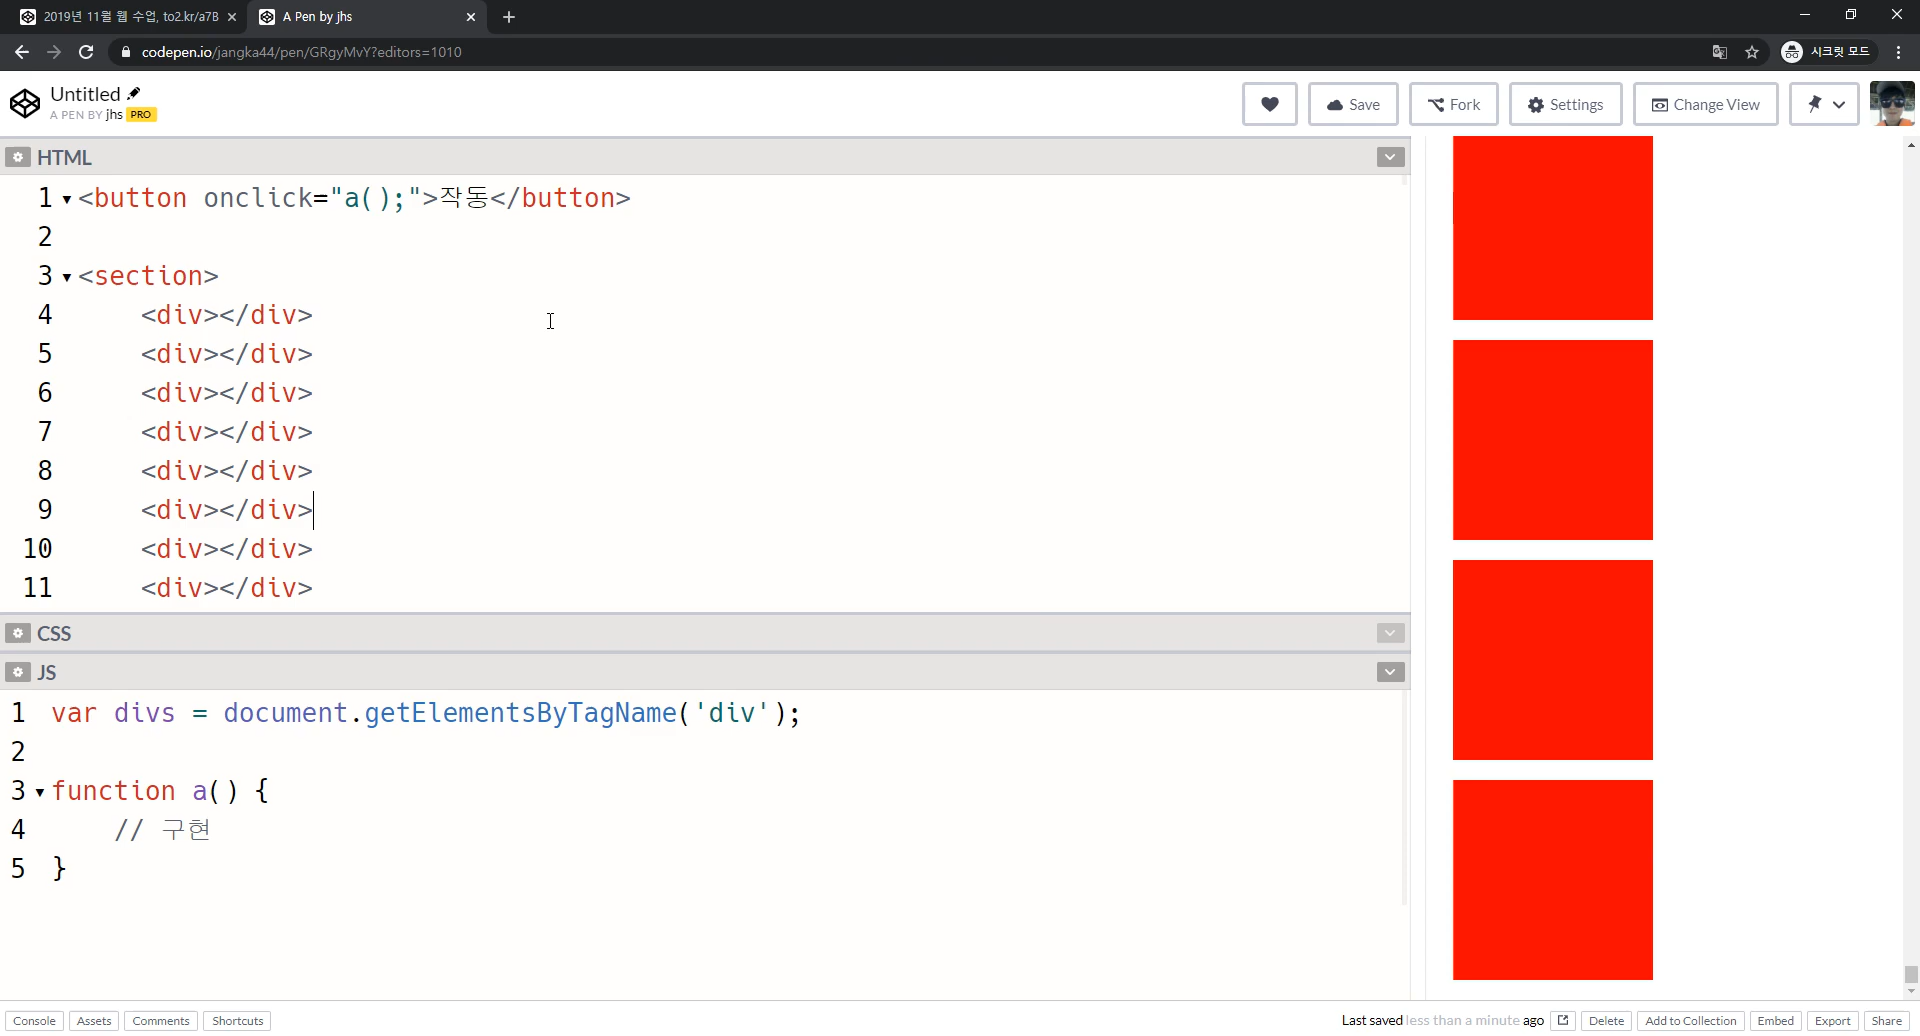 2019년 11월 웹 수업, to2.kr/a7B
A Pen by jhs
codepen.io/jangka44/pen/GRgyMvY?editors=1010
시크릿 모드
Untitled
A PEN BY jhs PRO
Save
Fork
Settings
Change View
HTML
1 <button onclick="a();">작동</button>
2
3 <section>
4 <div></div>
5 <div></div>
6 <div></div>
7 <div></div>
8 <div></div>
9 <div></div>
10 <div></div>
11 <div></div>
CSS
JS
1 var divs = document.getElementsByTagName('div');
2
3 function a() {
4 // 구현
5 }
Console Assets Comments Shortcuts
Last saved less than a minute ago
Delete Add to Collection Embed Export Share